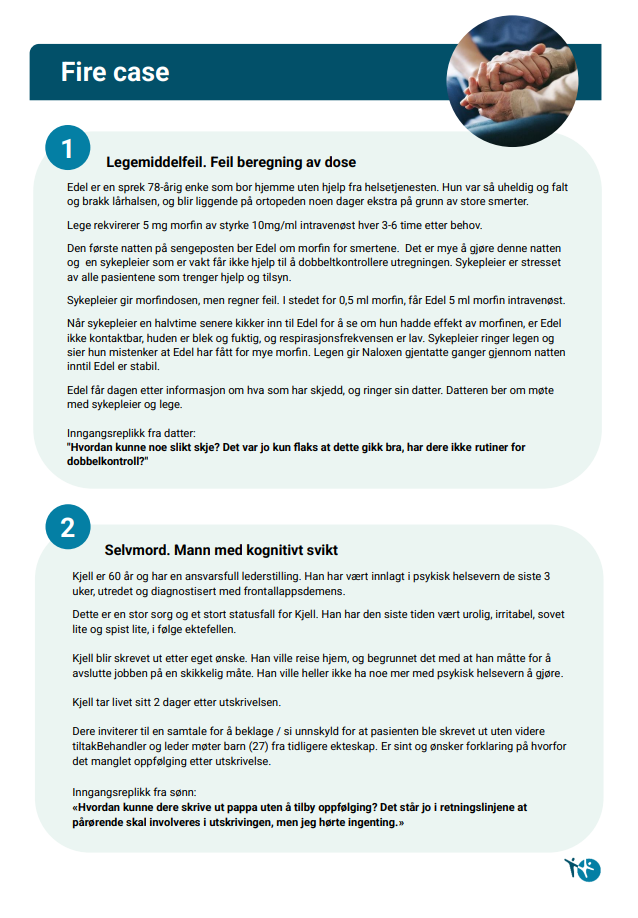 Fire case
1
Legemiddelfeil. Feil beregning av dose
Edel er en sprek 78-årig enke som bor hjemme uten hjelp fra helsetjenesten. Hun var så uheldig og falt
og brakk lårhalsen, og blir liggende på ortopeden noen dager ekstra på grunn av store smerter.
Lege rekvirerer 5 mg morfin av styrke 10mg/ml intravenøst hver 3-6 time etter behov.
Den første natten på sengeposten ber Edel om morfin for smertene. Det er mye å gjøre denne natten
og en sykepleier som er vakt får ikke hjelp til å dobbeltkontrollere utregningen. Sykepleier er stresset
av alle pasientene som trenger hjelp og tilsyn.
Sykepleier gir morfindosen, men regner feil. I stedet for 0,5 ml morfin, får Edel 5 ml morfin intravenøst.
Når sykepleier en halvtime senere kikker inn til Edel for å se om hun hadde effekt av morfinen, er Edel
ikke kontaktbar, huden er blek og fuktig, og respirasjonsfrekvensen er lav. Sykepleier ringer legen og
sier hun mistenker at Edel har fått for mye morfin. Legen gir Naloxen gjentatte ganger gjennom natten
inntil Edel er stabil.
Edel får dagen etter informasjon om hva som har skjedd, og ringer sin datter. Datteren ber om møte
med sykepleier og lege.
Inngangsreplikk fra datter:
"Hvordan kunne noe slikt skje? Det var jo kun flaks at dette gikk bra, har dere ikke rutiner for
dobbelkontroll?"
2
Selvmord. Mann med kognitivt svikt
Kjell er 60 år og har en ansvarsfull lederstilling. Han har vært innlagt i psykisk helsevern de siste 3
uker, utredet og diagnostisert med frontallappsdemens.
Dette er en stor sorg og et stort statusfall for Kjell. Han har den siste tiden vært urolig, irritabel, sovet
lite og spist lite, i følge ektefellen.
Kjell blir skrevet ut etter eget ønske. Han ville reise hjem, og begrunnet det med at han måtte for å
avslutte jobben på en skikkelig måte. Han ville heller ikke ha noe mer med psykisk helsevern å gjøre.
Kjell tar livet sitt 2 dager etter utskrivelsen.
Dere inviterer til en samtale for å beklage / si unnskyld for at pasienten ble skrevet ut uten videre
tiltakBehandler og leder møter barn (27) fra tidligere ekteskap. Er sint og ønsker forklaring på hvorfor
det manglet oppfølging etter utskrivelse.
Inngangsreplikk fra sønn:
«Hvordan kunne dere skrive ut pappa uten å tilby oppfølging? Det står jo i retningslinjene at
pårørende skal involveres i utskrivingen, men jeg hørte ingenting.»